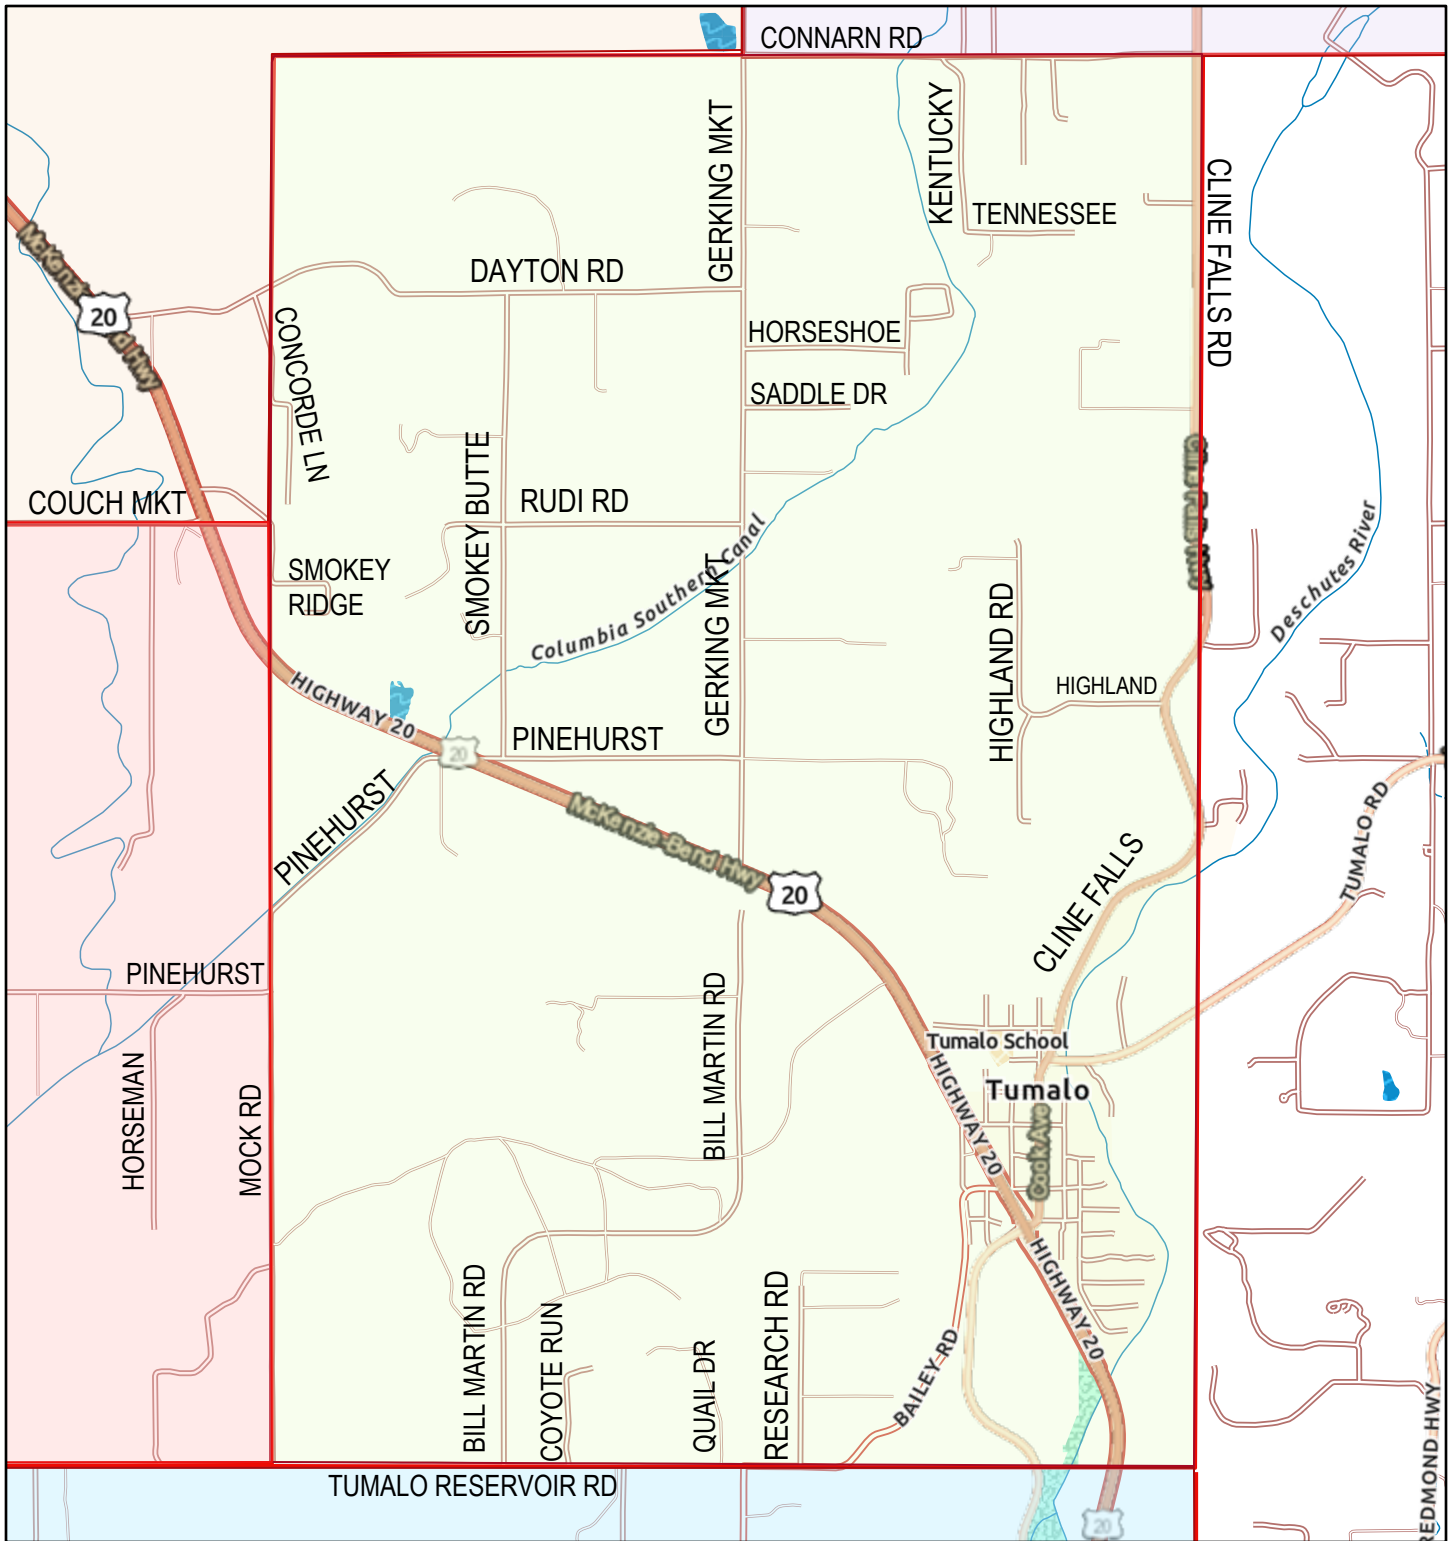 CONNARN RD
GERKING MKT
KENTUCKY
TENNESSEE
CLINE FALLS RD
McKenzie-Bend Hwy
20
DAYTON RD
CONCORDE LN
HORSESHOE
SADDLE DR
COUCH MKT
SMOKEY BUTTE
RUDI RD
SMOKEY
RIDGE
Columbia Southern Canal
GERKING MKT
HIGHLAND RD
HIGHLAND
Deschutes River
HIGHWAY 20
20
PINEHURST
PINEHURST
McKenzie-Bend Hwy
20
TUMALO RD
CLINE FALLS
PINEHURST
BILL MARTIN RD
HORSEMAN
MOCK RD
Tumalo School
Tumalo
HIGHWAY 20
Cook Ave
HIGHWAY 20
BILL MARTIN RD
COYOTE RUN
QUAIL DR
RESEARCH RD
BAILEY RD
REDMOND HWY
TUMALO RESERVOIR RD
20